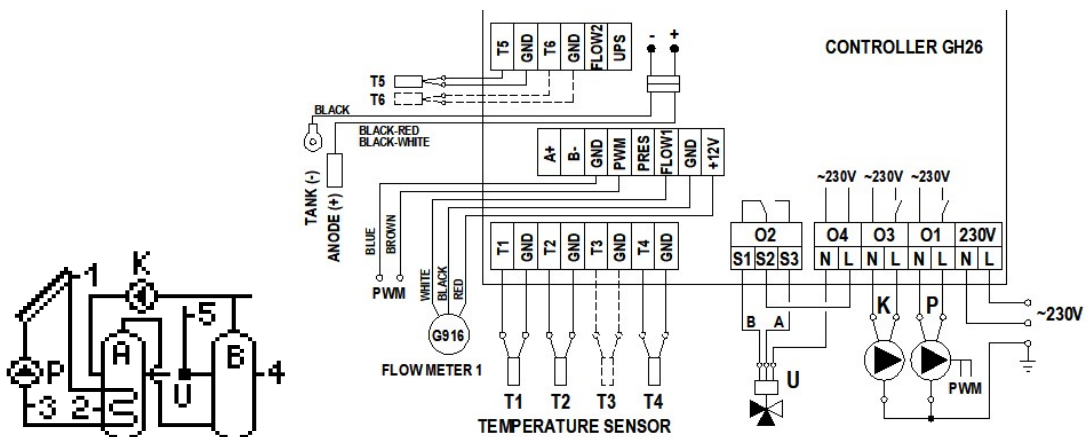 T5 GND T6 GND FLOW2 UPS
- +
CONTROLLER GH26
T5
T6
BLACK
BLACK-RED
BLACK-WHITE
TANK (-)
ANODE (+)
A+ B- GND PWM PRES FLOW1 GND +12V
BLUE
BROWN
PWM
WHITE
BLACK
RED
G916
FLOW METER 1
T1 GND T2 GND T3 GND T4 GND
T1 T2 T3 T4
TEMPERATURE SENSOR
~230V ~230V ~230V
O2 O4 O3 O1 230V
S1 S2 S3 N L N L N L N L
B A
U
K P
PWM
~230V
K
1
5
A
B
P
U
4
3
2